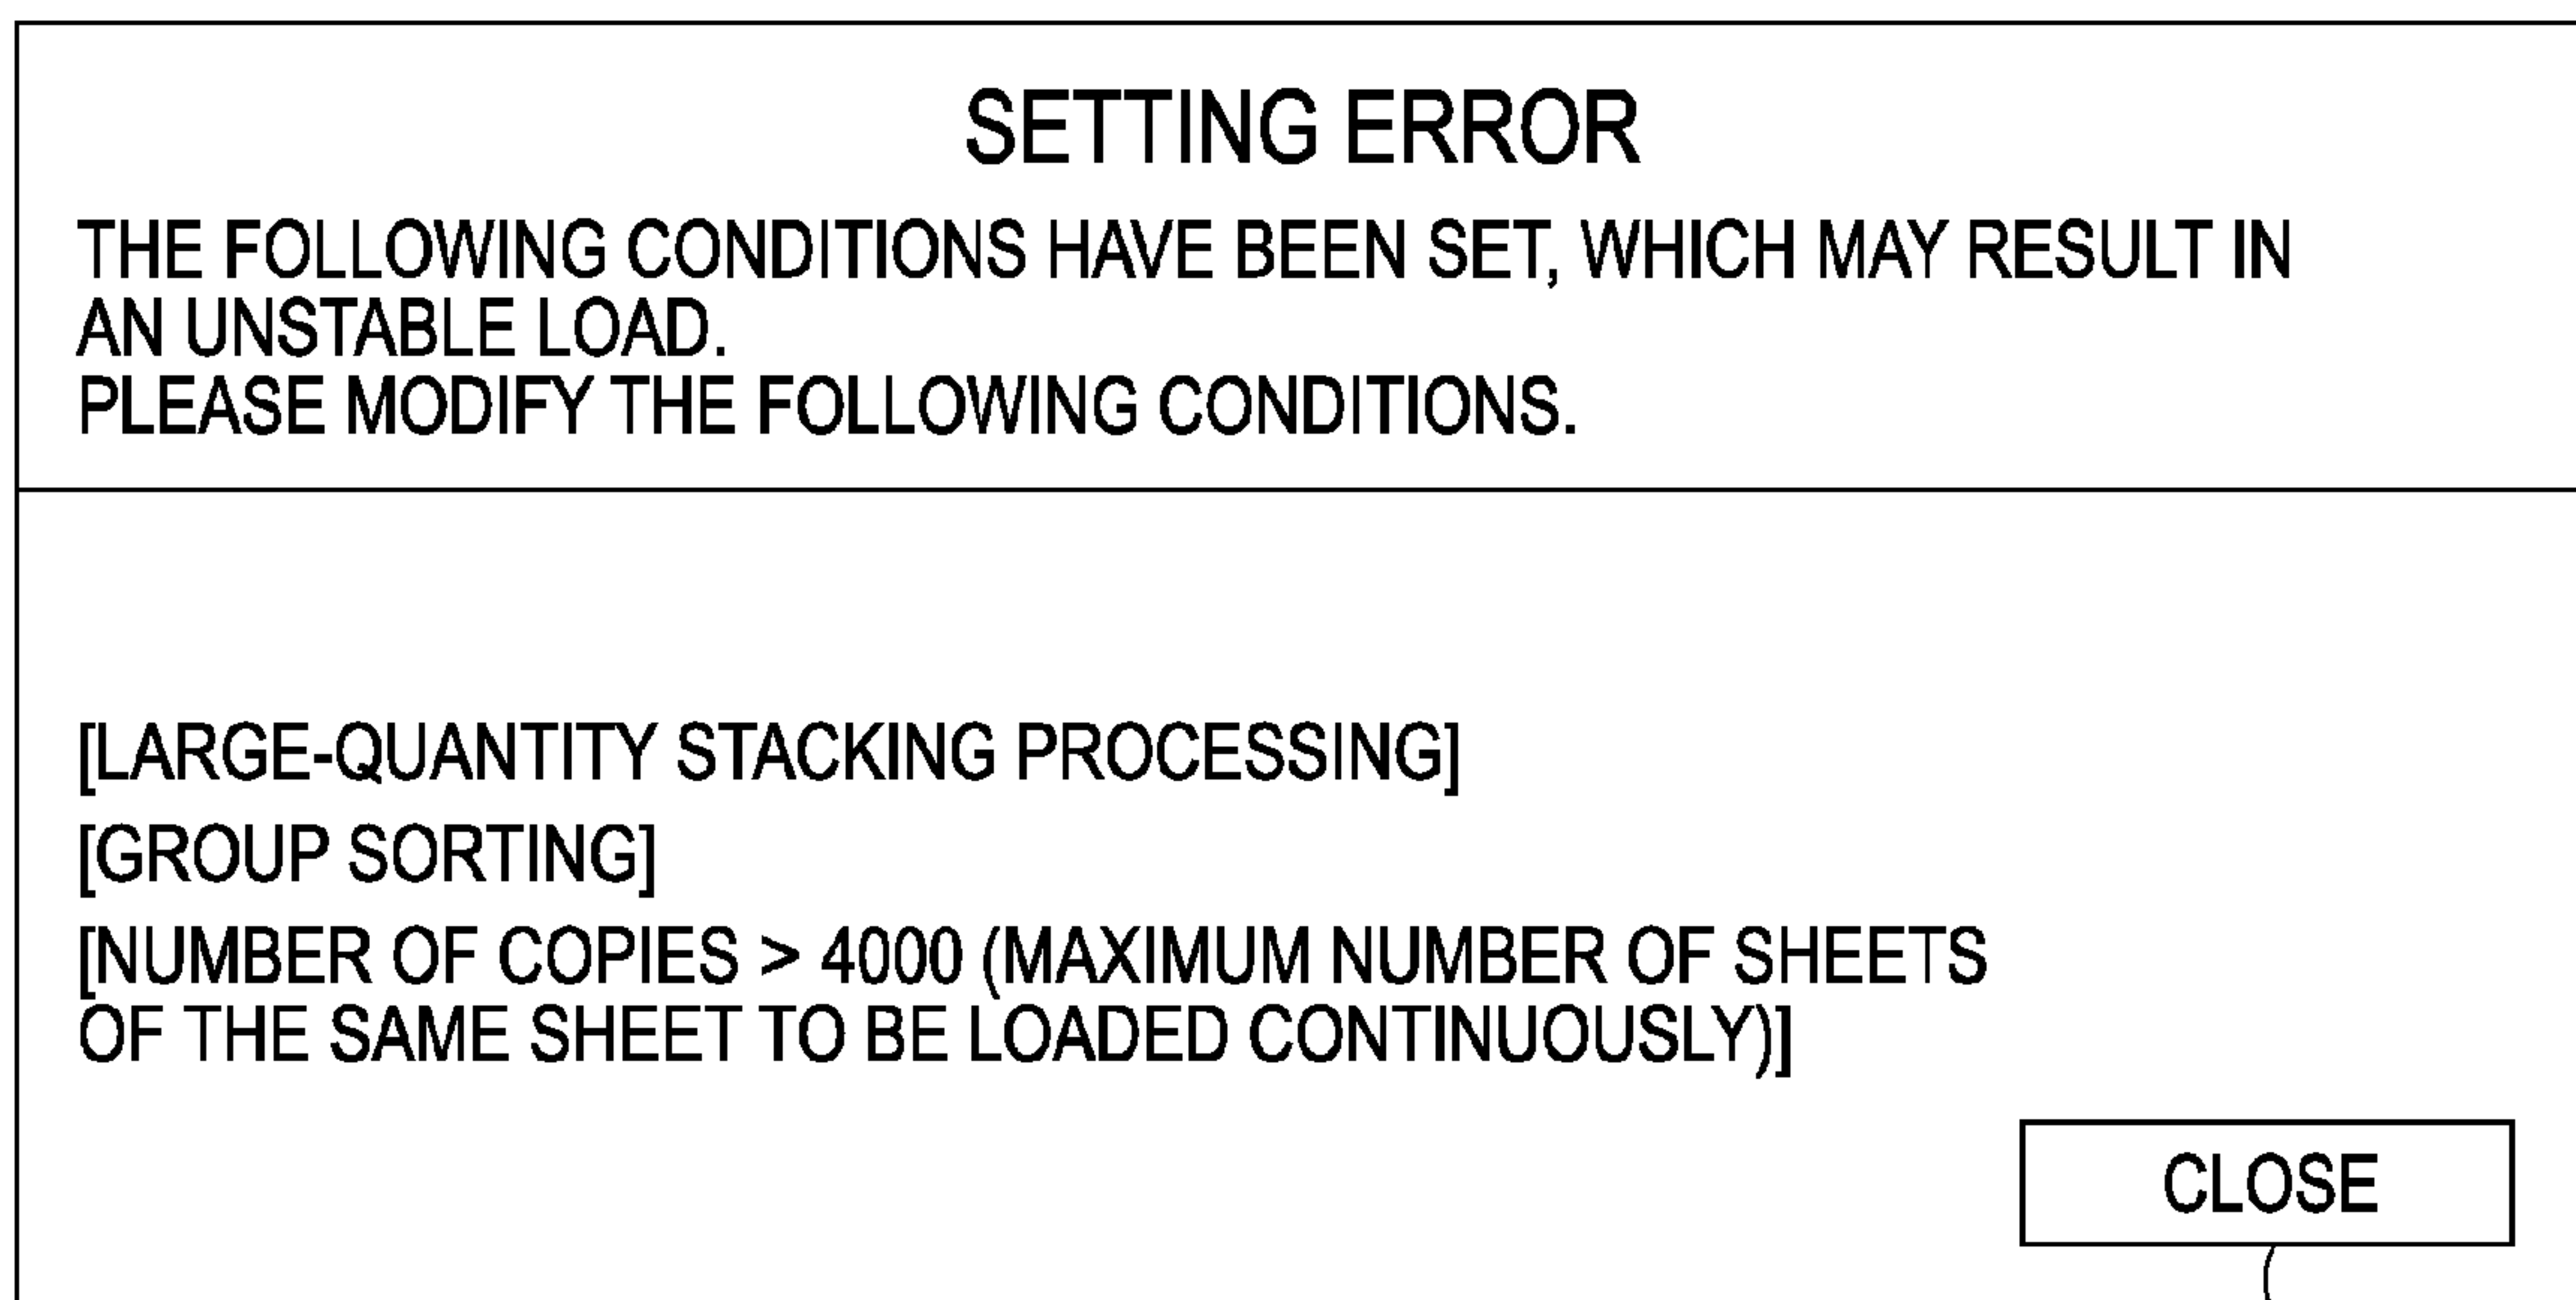 SETTING ERROR
THE FOLLOWING CONDITIONS HAVE BEEN SET, WHICH MAY RESULT IN
AN UNSTABLE LOAD.
PLEASE MODIFY THE FOLLOWING CONDITIONS.
[LARGE-QUANTITY STACKING PROCESSING]
[GROUP SORTING]
[NUMBER OF COPIES > 4000 (MAXIMUM NUMBER OF SHEETS
OF THE SAME SHEET TO BE LOADED CONTINUOUSLY)]
CLOSE